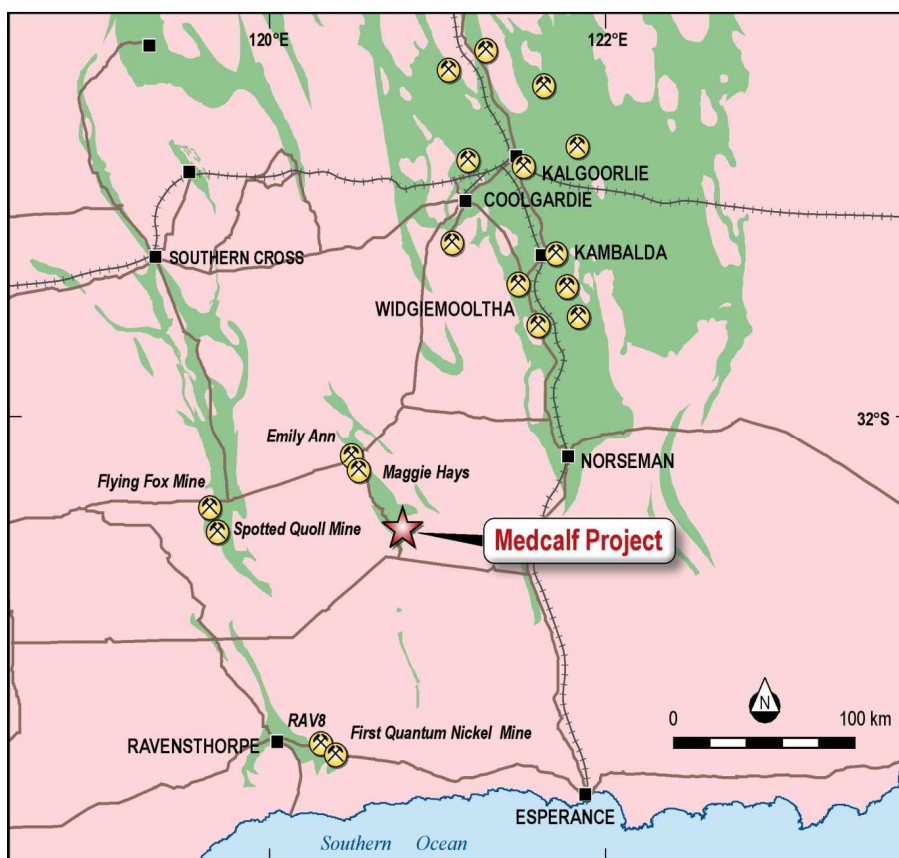 120°E
122°E
KALGOORLIE
COOLGARDIE
SOUTHERN CROSS
KAMBALDA
WIDGIEMOOLTHA
32°S
Emily Ann
Maggie Hays
NORSEMAN
Flying Fox Mine
Spotted Quoll Mine
Medcalf Project
N
0
100 km
RAV8
First Quantum Nickel Mine
RAVENSTHORPE
ESPERANCE
Southern Ocean